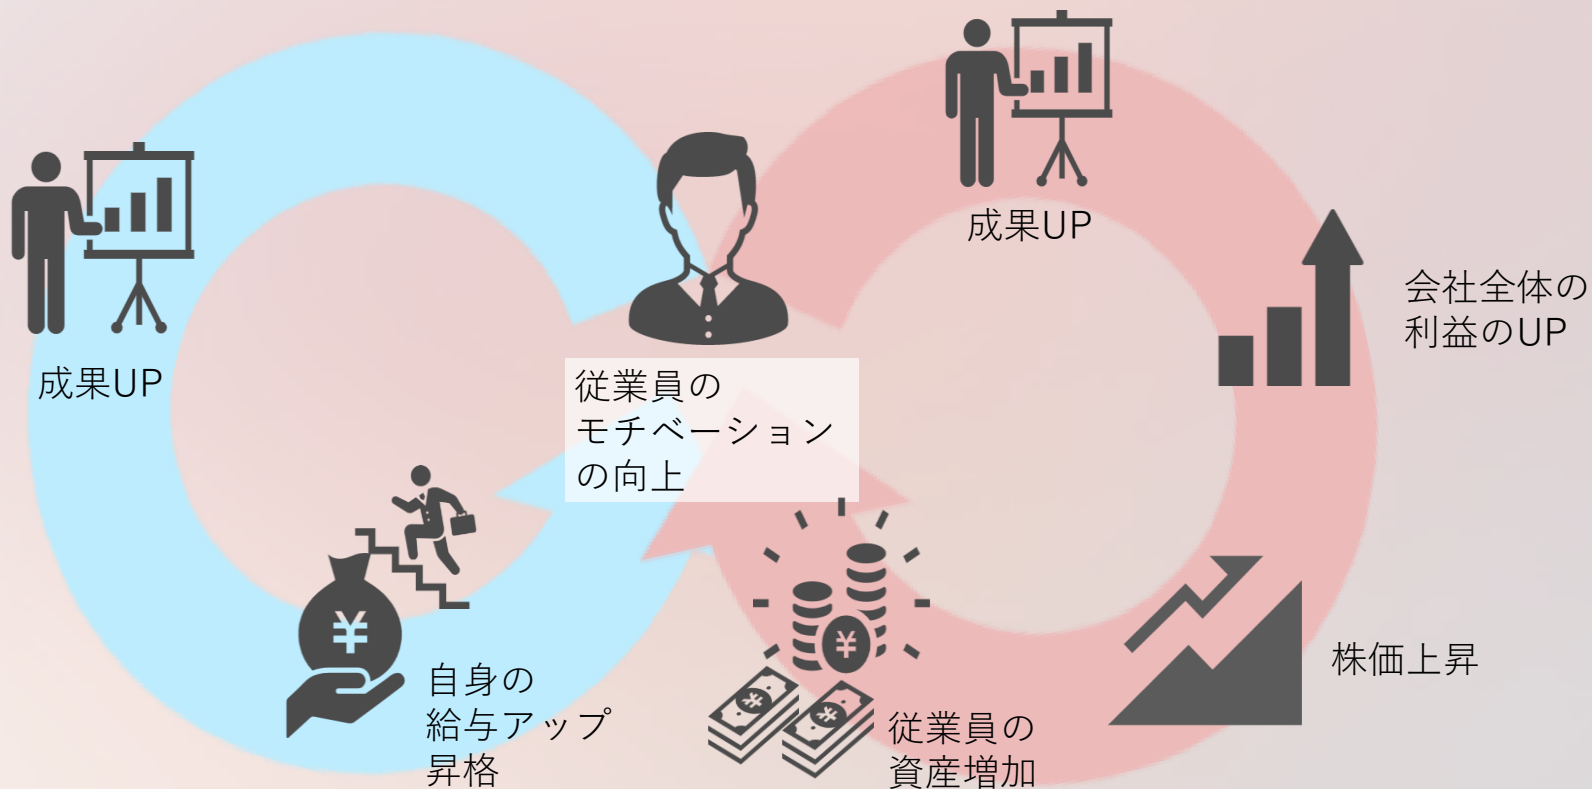 成果UP
従業員の
モチベーション
の向上
自身の
給与アップ
昇格
¥
成果UP
会社全体の
利益のUP
株価上昇
従業員の
資産増加
¥
¥
¥